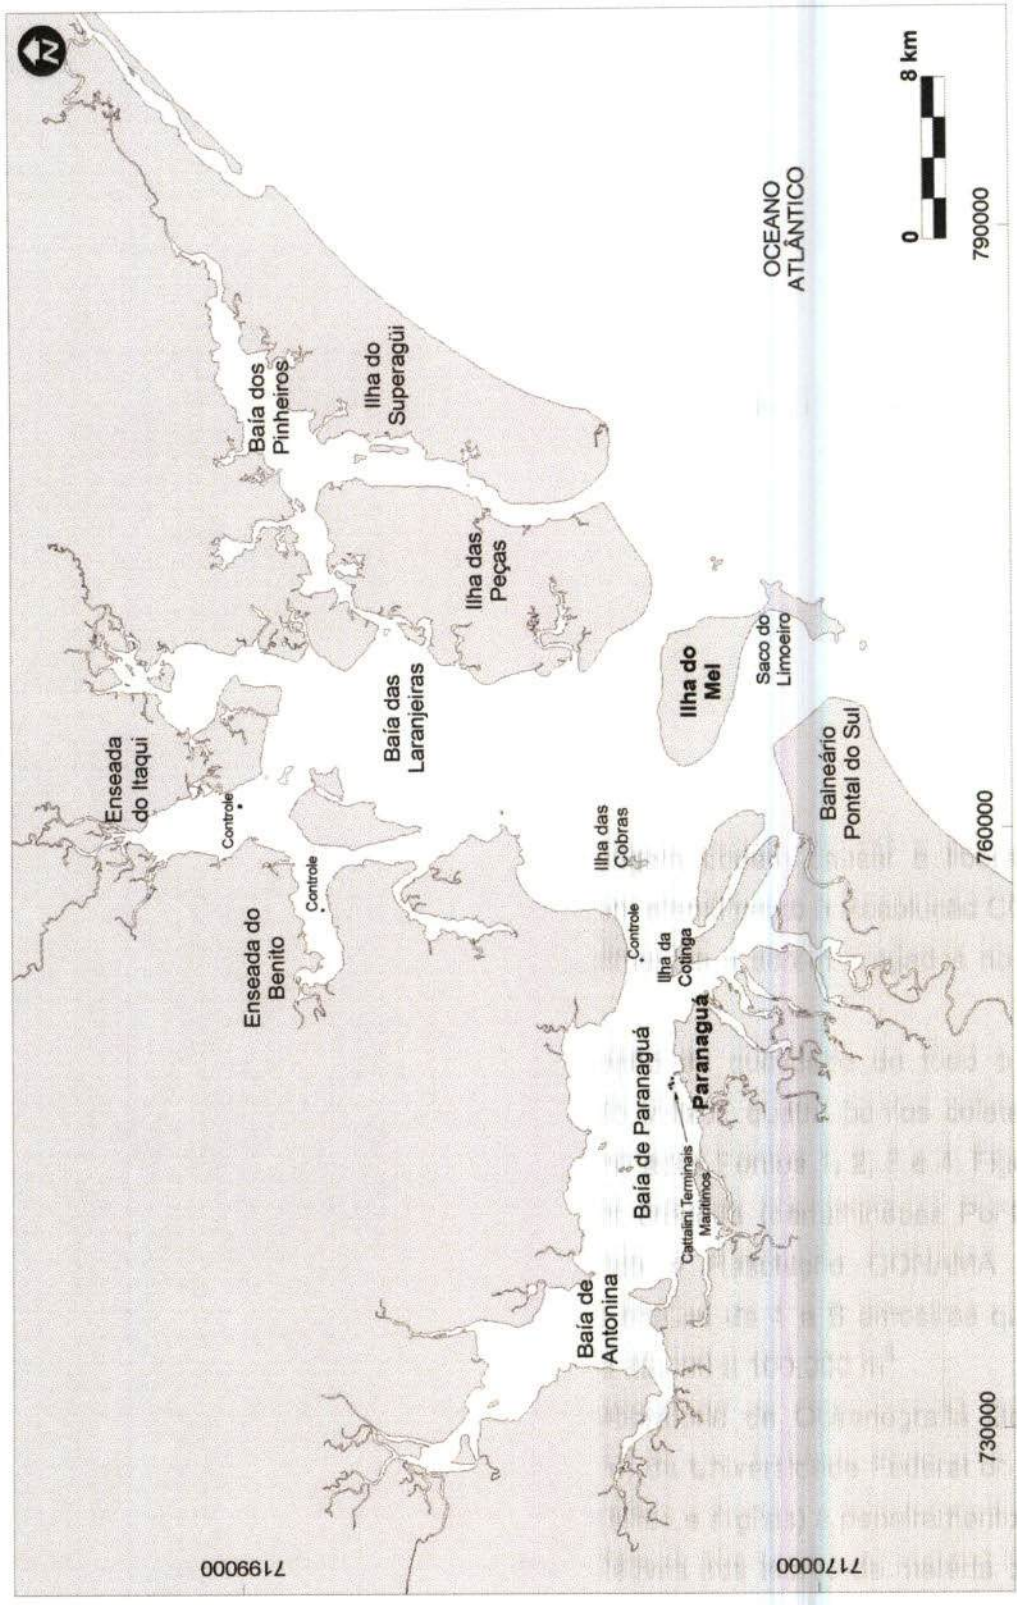 N
Enseada
do Itaqui
Controle
Enseada do
Benito
Controle
Baía dos
Pinheiros
Ilha do
Superagüi
Baía das
Laranjeiras
Ilha das
Peças
Baía de
Antonina
Baía de Paranaguá
Cattalini Terminais
Marítimos
Paranaguá
Controle
Ilha da
Cotinga
Ilha das
Cobras
Ilha do
Mel
Saco do
Limoeiro
Balneário
Pontal do Sul
OCEANO
ATLÂNTICO
0
8 km
7199000
7170000
730000
760000
790000